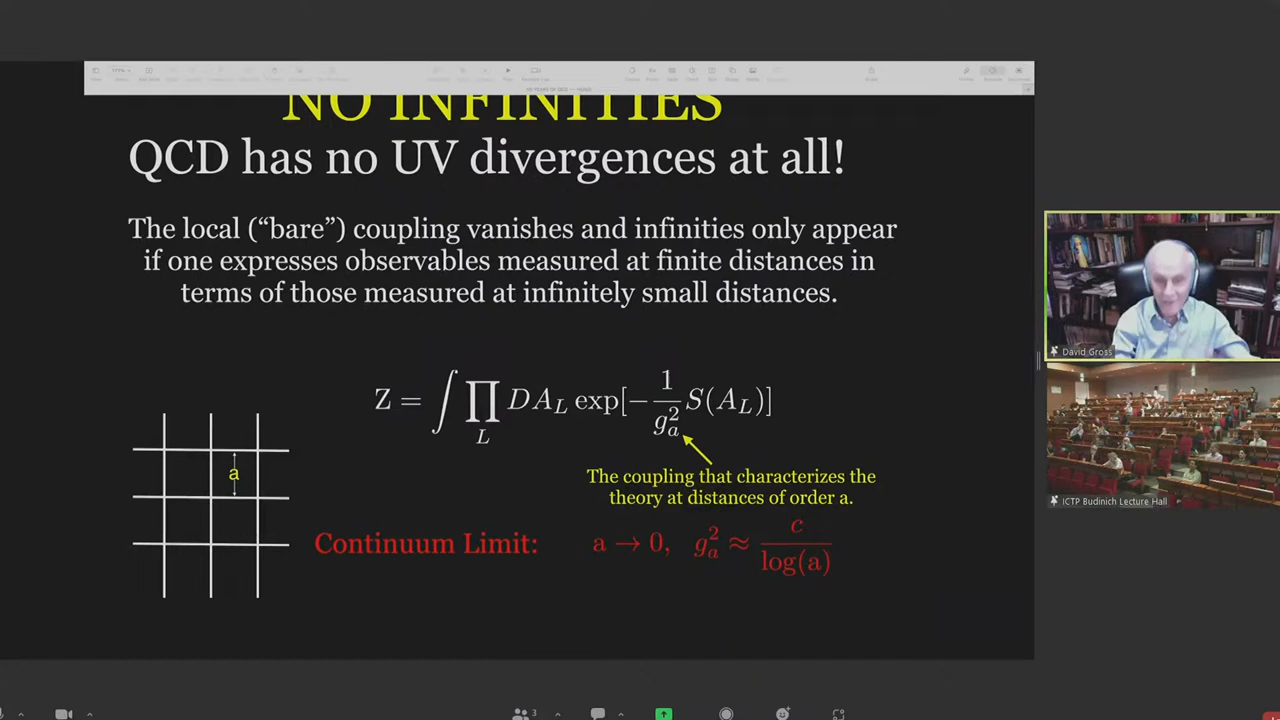 NO INFINITIES
QCD has no UV divergences at all!
The local (“bare”) coupling vanishes and infinities only appear
if one expresses observables measured at finite distances in
terms of those measured at infinitely small distances.
Z = ∫ ∏_L DA_L exp[−1/g_a^2 S(A_L)]
a
The coupling that characterizes the
theory at distances of order a.
Continuum Limit: a → 0, g_a^2 ≈ c/log(a)
David Gross
ICTP Budinich Lecture Hall
3